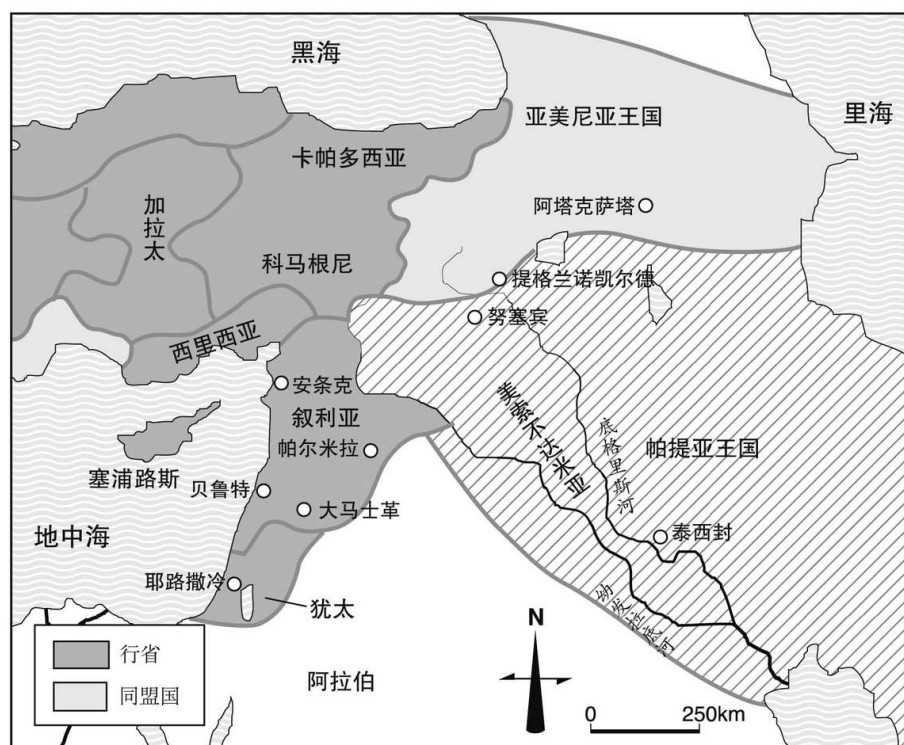 黑海
里海
亚美尼亚王国
卡帕多西亚
阿塔克萨塔
加拉太
科马根尼
提格兰诺凯尔德
努塞宾
西里西亚
安条克
叙利亚
美索不达米亚
底格里斯河
帕提亚王国
帕尔米拉
塞浦路斯
贝鲁特
大马士革
地中海
泰西封
耶路撒冷
犹太
幼发拉底河
阿拉伯
行省
同盟国
N
0 250km